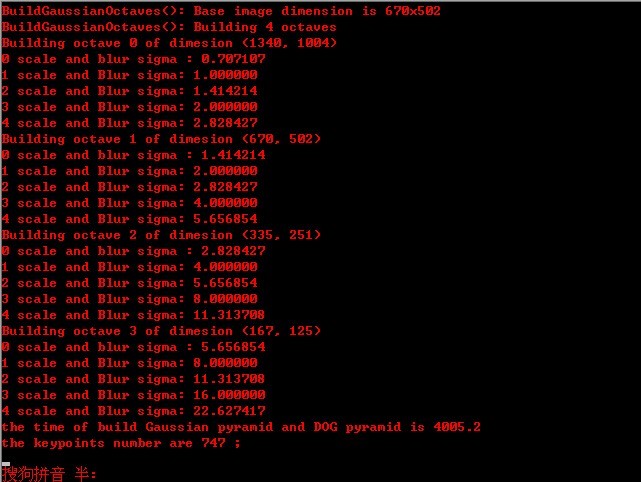 BuildGaussianOctaves(): Base image dimension is 670x502
BuildGaussianOctaves(): Building 4 octaves
Building octave 0 of dimesion (1340, 1004)
0 scale and blur sigma : 0.707107
1 scale and Blur sigma: 1.000000
2 scale and Blur sigma: 1.414214
3 scale and Blur sigma: 2.000000
4 scale and Blur sigma: 2.828427
Building octave 1 of dimesion (670, 502)
0 scale and blur sigma : 1.414214
1 scale and Blur sigma: 2.000000
2 scale and Blur sigma: 2.828427
3 scale and Blur sigma: 4.000000
4 scale and Blur sigma: 5.656854
Building octave 2 of dimesion (335, 251)
0 scale and blur sigma : 2.828427
1 scale and Blur sigma: 4.000000
2 scale and Blur sigma: 5.656854
3 scale and Blur sigma: 8.000000
4 scale and Blur sigma: 11.313708
Building octave 3 of dimesion (167, 125)
0 scale and blur sigma : 5.656854
1 scale and Blur sigma: 8.000000
2 scale and Blur sigma: 11.313708
3 scale and Blur sigma: 16.000000
4 scale and Blur sigma: 22.627417
the time of build Gaussian pyramid and DOG pyramid is 4005.2
the keypoints number are 747 ;
搜狗拼音 半: